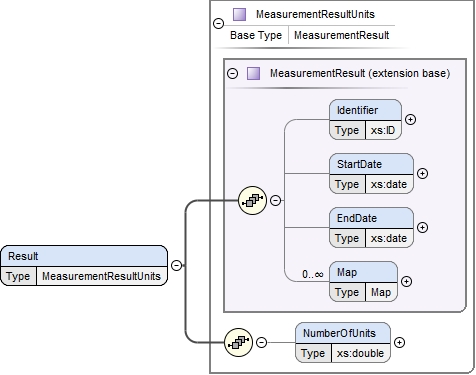 MeasurementResultUnits
Base Type MeasurementResult
MeasurementResult (extension base)
Identifier
Type xs:ID
StartDate
Type xs:date
EndDate
Type xs:date
0..∞
Map
Type Map
Result
Type MeasurementResultUnits
NumberOfUnits
Type xs:double